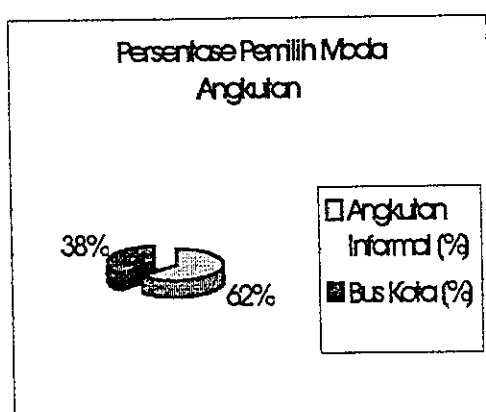 Persentase Pemilih Moda
Angkutan
38%
62%
Angkutan
Informal (%)
Bus Kota (%)